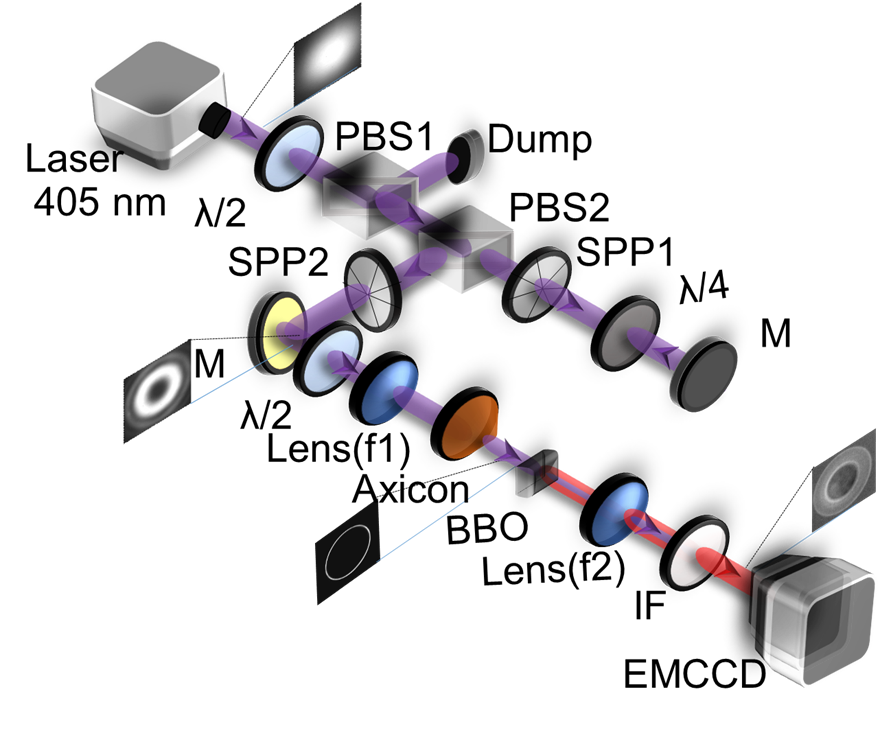 PBS1
Dump
Laser
405 nm
λ/2
PBS2
SPP2
SPP1
λ/4
M
M
λ/2
Lens(f1)
Axicon
BBO
Lens(f2)
IF
EMCCD